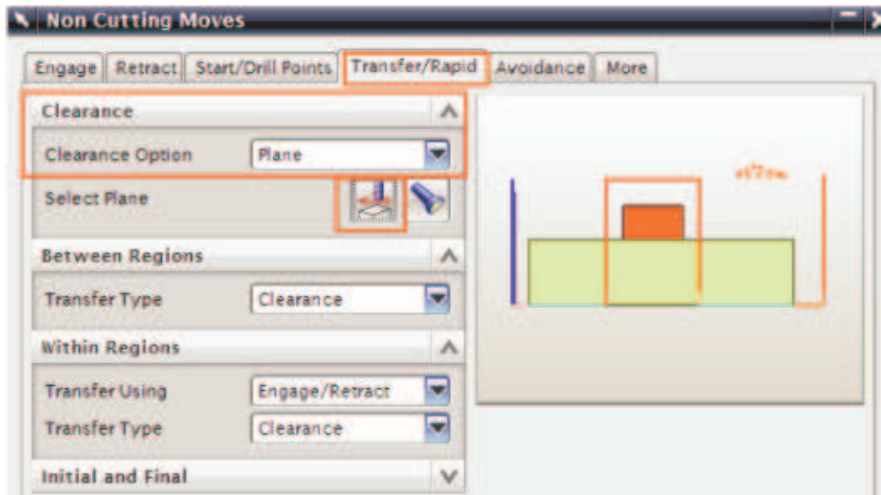 Non Cutting Moves
Engage Retract Start/Drill Points Transfer/Rapid Avoidance More
Clearance
Clearance Option Plane
Select Plane
Between Regions
Transfer Type Clearance
Within Regions
Transfer Using Engage/Retract
Transfer Type Clearance
Initial and Final